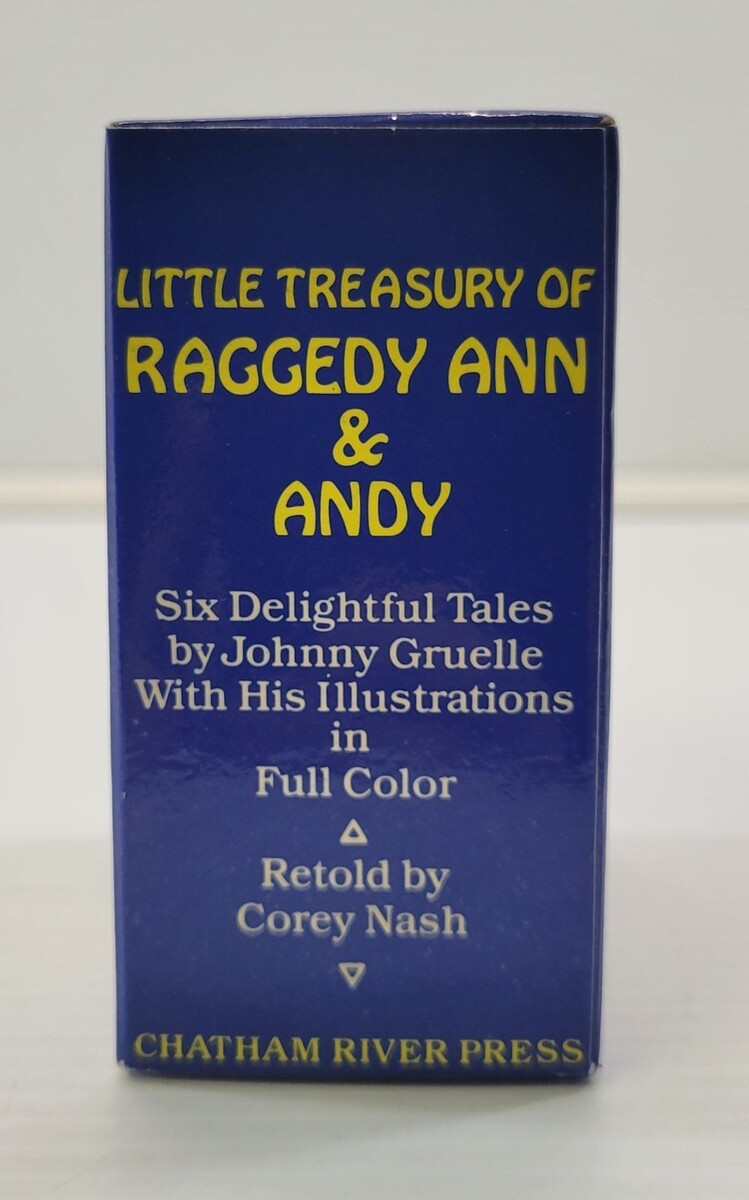 LITTLE TREASURY OF
RAGGEDY ANN
&
ANDY
Six Delightful Tales
by Johnny Gruelle
With His Illustrations
in
Full Color
Retold by
Corey Nash
CHATHAM RIVER PRESS